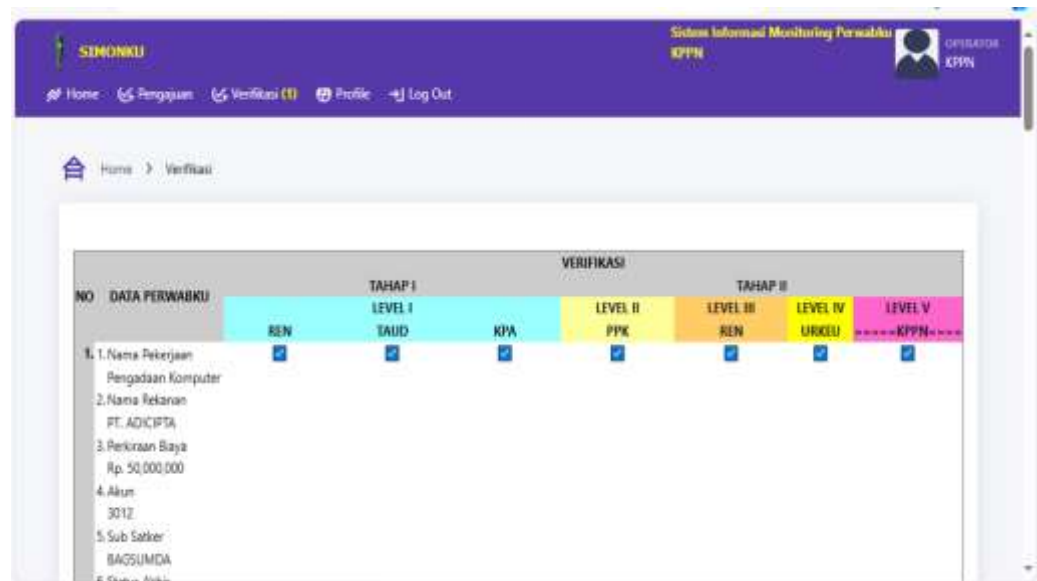 SIMONKU
Sistem Informasi Monitoring Perwabku
KPPN
OPERATOR
KPPN
Home Pengajuan Verifikasi (1) Profile Log Out
Home > Verifikasi
VERIFIKASI
TAHAP I TAHAP II
NO DATA PERWABKU
LEVEL I LEVEL II LEVEL III LEVEL IV LEVEL V
REN TAUD KPA PPK REN URKEU -----KPPN-----
1. 1. Nama Pekerjaan
Pengadaan Komputer
2. Nama Rekanan
PT. ADICIPTA
3. Perkiraan Biaya
Rp. 50,000,000
4. Akun
3012
5. Sub Satker
BAGSUMDA
6. Status Akhir